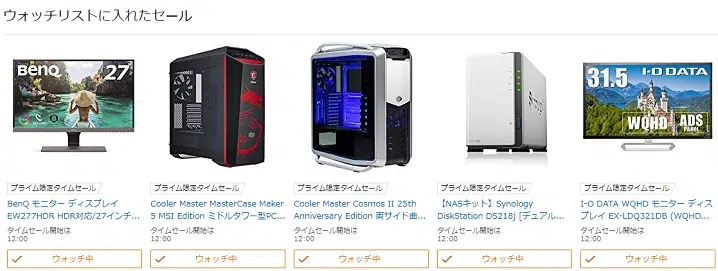 ウォッチリストに入れたセール
BenQ
27
31.5
I-O DATA
WQHD
ADS
PANEL
プライム限定タイムセール
BenQ モニター ディスプレイ
EW277HDR HDR対応/27インチ...
タイムセール開始は
12:00
ウォッチ中
プライム限定タイムセール
Cooler Master MasterCase Maker
5 MSI Edition ミドルタワー型PC...
タイムセール開始は
12:00
ウォッチ中
プライム限定タイムセール
Cooler Master Cosmos II 25th
Anniversary Edition 両サイド曲...
タイムセール開始は
12:00
ウォッチ中
プライム限定タイムセール
【NASキット】Synology
DiskStation DS218j [デュアル...
タイムセール開始は
12:00
ウォッチ中
プライム限定タイムセール
I-O DATA WQHD モニター ディス
プレイ EX-LDQ321DB (WQHD...
タイムセール開始は
12:00
ウォッチ中